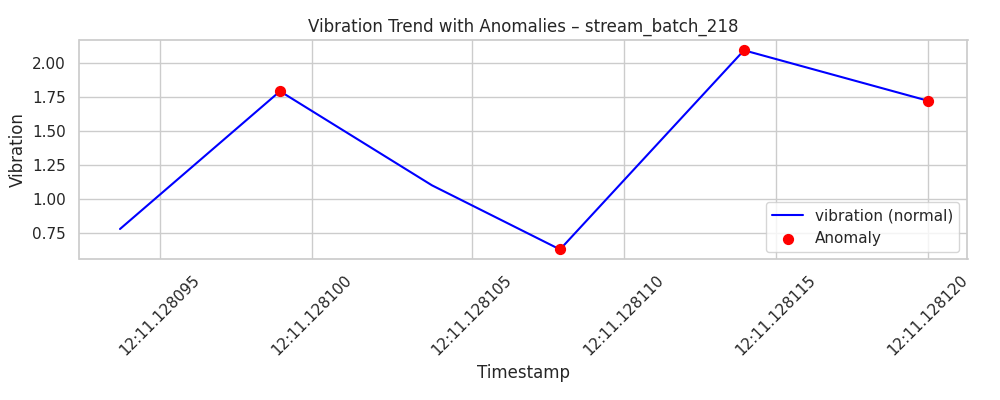 Vibration Trend with Anomalies – stream_batch_218
Vibration
2.00
1.75
1.50
1.25
1.00
0.75
vibration (normal)
Anomaly
12:11.128095
12:11.128100
12:11.128105
12:11.128110
12:11.128115
12:11.128120
Timestamp